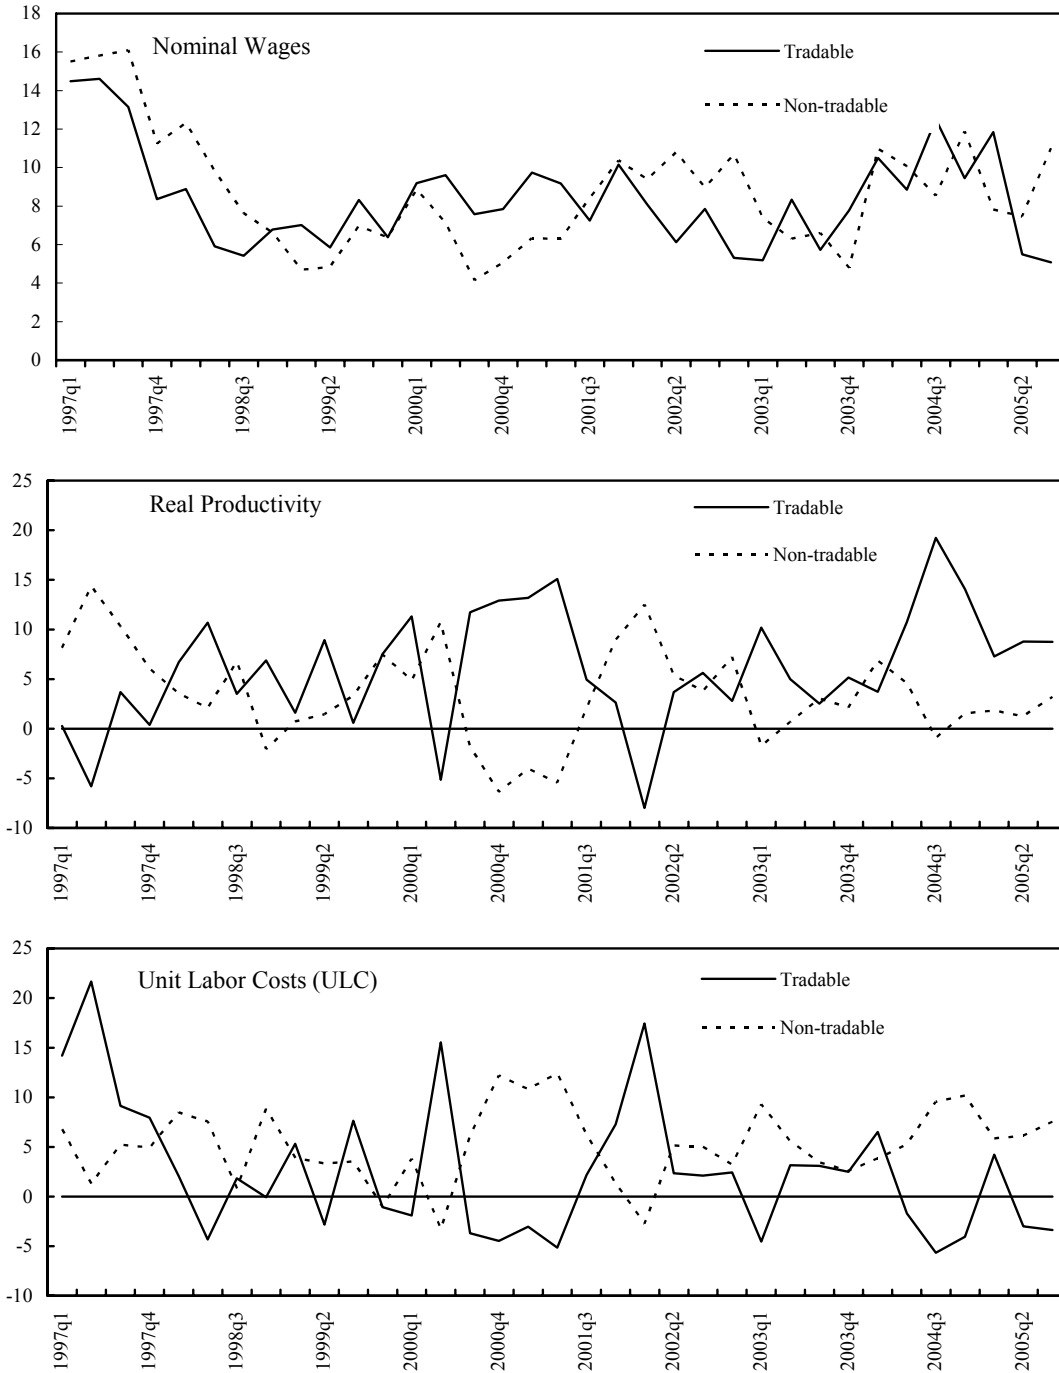 18
16
14
12
10
8
6
4
2
0
Nominal Wages
Tradable
Non-tradable
1997q1
1997q4
1998q3
1999q2
2000q1
2000q4
2001q3
2002q2
2003q1
2003q4
2004q3
2005q2
25
20
15
10
5
0
-5
-10
Real Productivity
Tradable
Non-tradable
1997q1
1997q4
1998q3
1999q2
2000q1
2000q4
2001q3
2002q2
2003q1
2003q4
2004q3
2005q2
25
20
15
10
5
0
-5
-10
Unit Labor Costs (ULC)
Tradable
Non-tradable
1997q1
1997q4
1998q3
1999q2
2000q1
2000q4
2001q3
2002q2
2003q1
2003q4
2004q3
2005q2